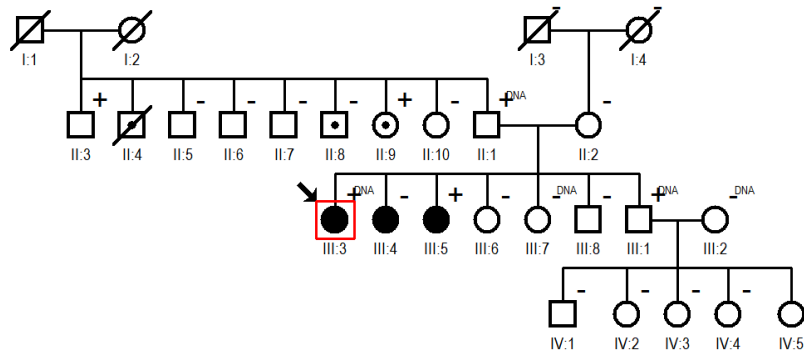 I:1 I:2 I:3 - I:4 -
+ - - - - + - + DNA -
II:3 II:4 II:5 II:6 II:7 II:8 II:9 II:10 II:1 II:2
+ DNA - + - - DNA - + DNA - DNA
III:3 III:4 III:5 III:6 III:7 III:8 III:1 III:2
- - - -
IV:1 IV:2 IV:3 IV:4 IV:5